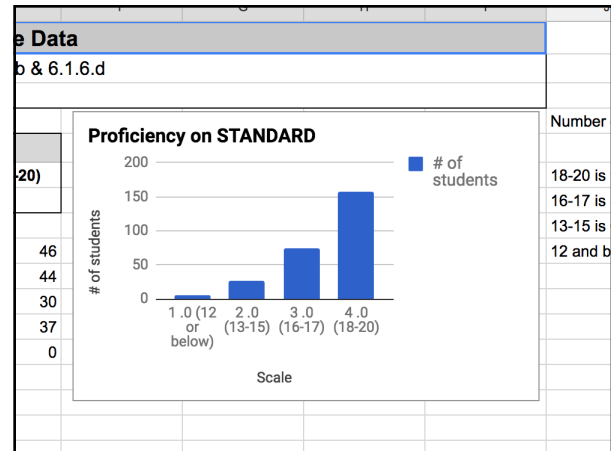 e Data
b & 6.1.6.d
Number
Proficiency on STANDARD
-20)
200
150
100
50
0
# of students
# of
students
1.0 (12
or
below)
2.0
(13-15)
3.0
(16-17)
4.0
(18-20)
Scale
46
44
30
37
0
18-20 is
16-17 is
13-15 is
12 and b